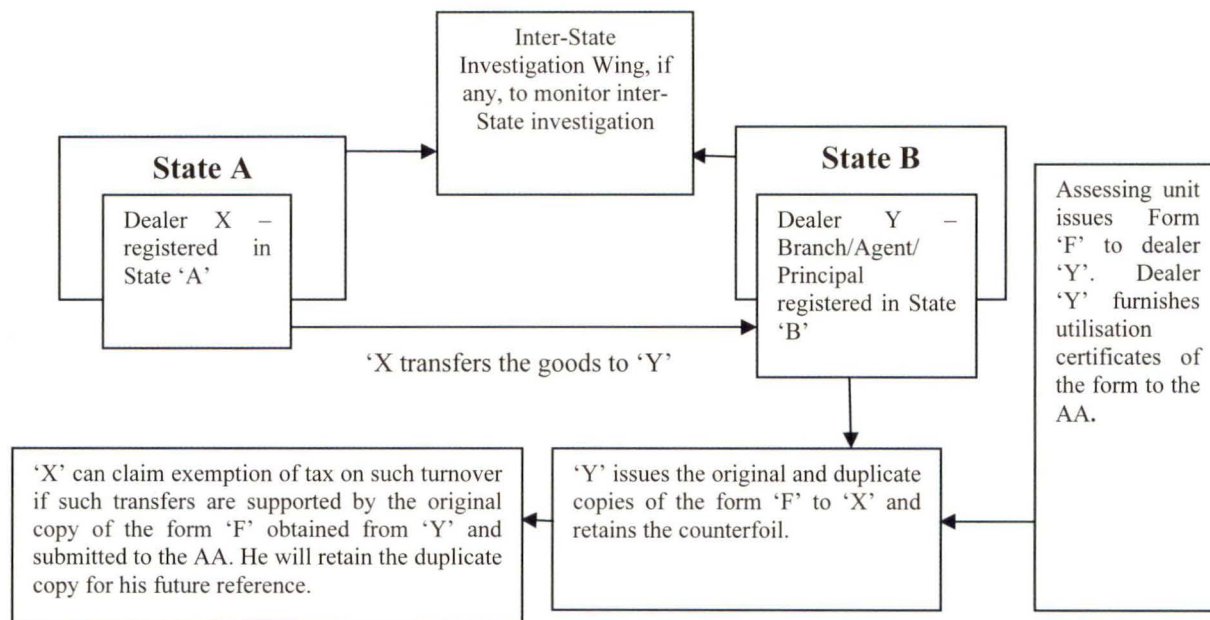 Inter-State
Investigation Wing, if
any, to monitor inter-
State investigation
State A
Dealer X –
registered in
State ‘A’
State B
Dealer Y –
Branch/Agent/
Principal
registered in State
‘B’
Assessing unit
issues Form
‘F’ to dealer
‘Y’. Dealer
‘Y’ furnishes
utilisation
certificates of
the form to the
AA.
‘X transfers the goods to ‘Y’
‘X’ can claim exemption of tax on such turnover
if such transfers are supported by the original
copy of the form ‘F’ obtained from ‘Y’ and
submitted to the AA. He will retain the duplicate
copy for his future reference.
‘Y’ issues the original and duplicate
copies of the form ‘F’ to ‘X’ and
retains the counterfoil.